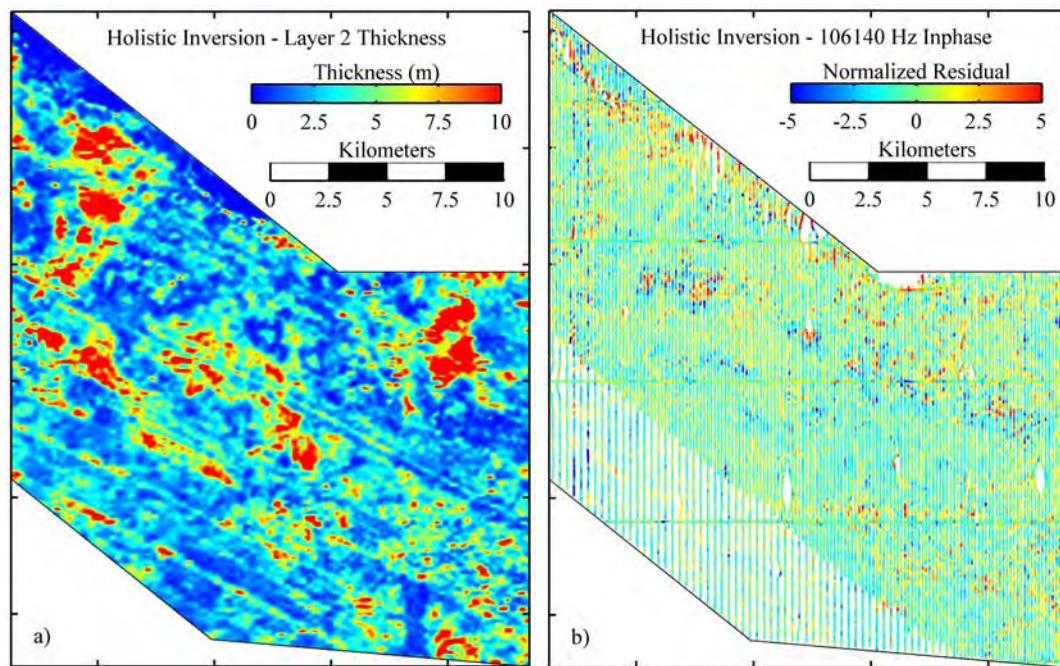 Holistic Inversion - Layer 2 Thickness
Thickness (m)
0 2.5 5 7.5 10
Kilometers
0 2.5 5 7.5 10
a)
Holistic Inversion - 106140 Hz Inphase
Normalized Residual
-5 -2.5 0 2.5 5
Kilometers
0 2.5 5 7.5 10
b)